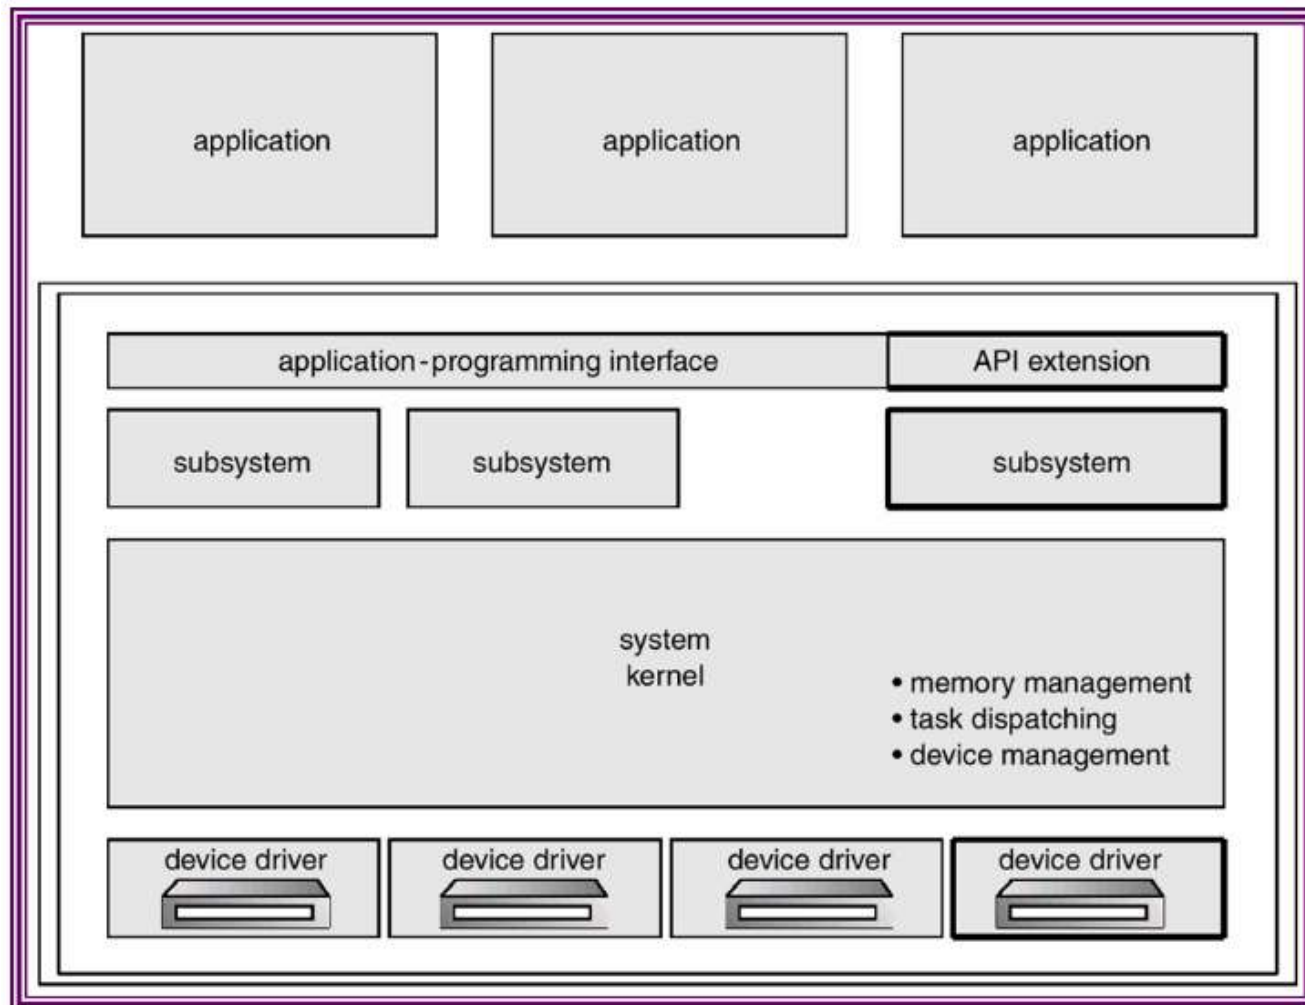 application
application
application
application-programming interface
API extension
subsystem
subsystem
subsystem
system
kernel
• memory management
• task dispatching
• device management
device driver
device driver
device driver
device driver